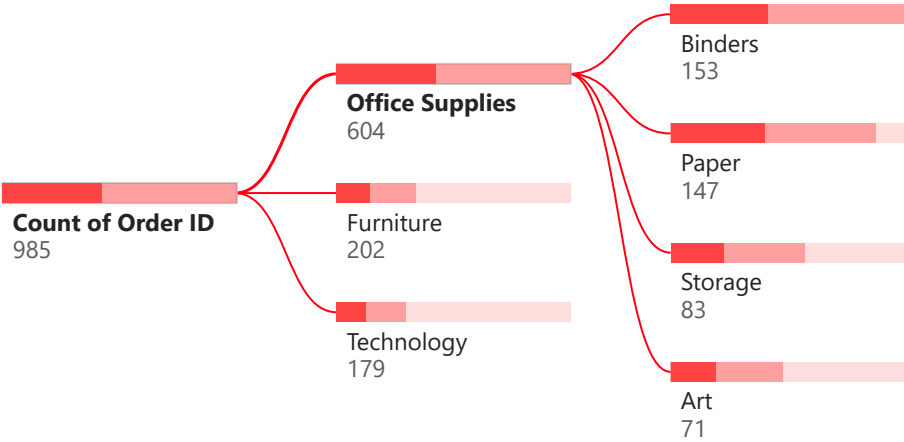 Count of Order ID
985
Office Supplies
604
Furniture
202
Technology
179
Binders
153
Paper
147
Storage
83
Art
71